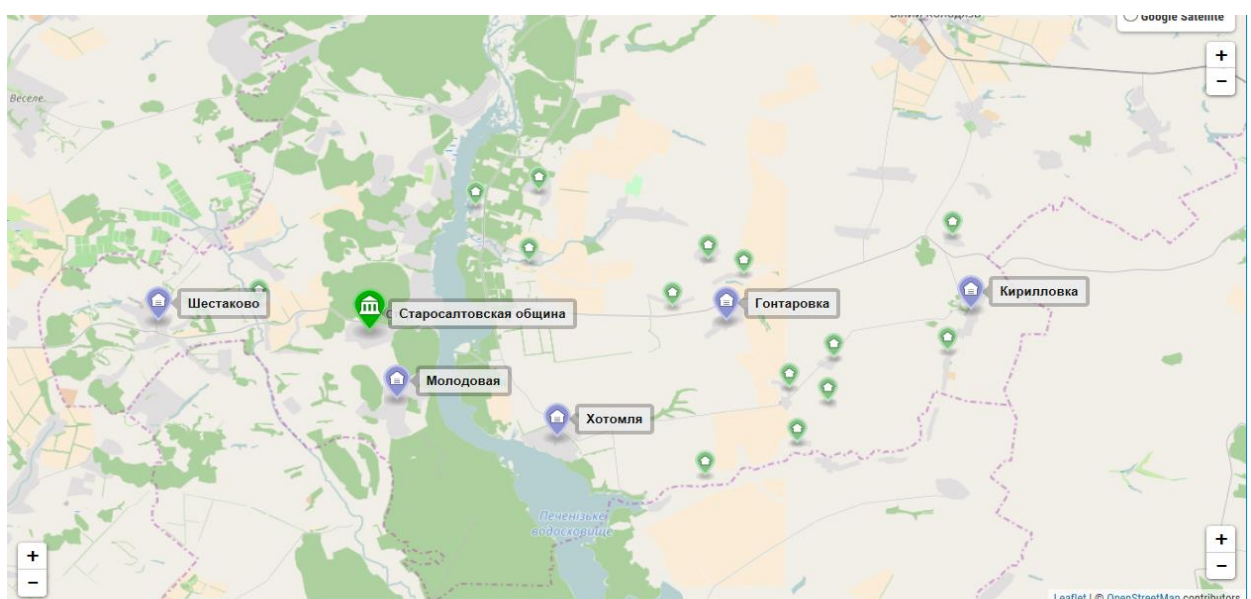 Google Satellite
+
−
Веселе
Шестаково
Старосалтовская община
Гонтаровка
Кирилловка
Молодовая
Хотомля
Печенізьке
водосховище
+
−
+
−
Leaflet | © OpenStreetMap contributors